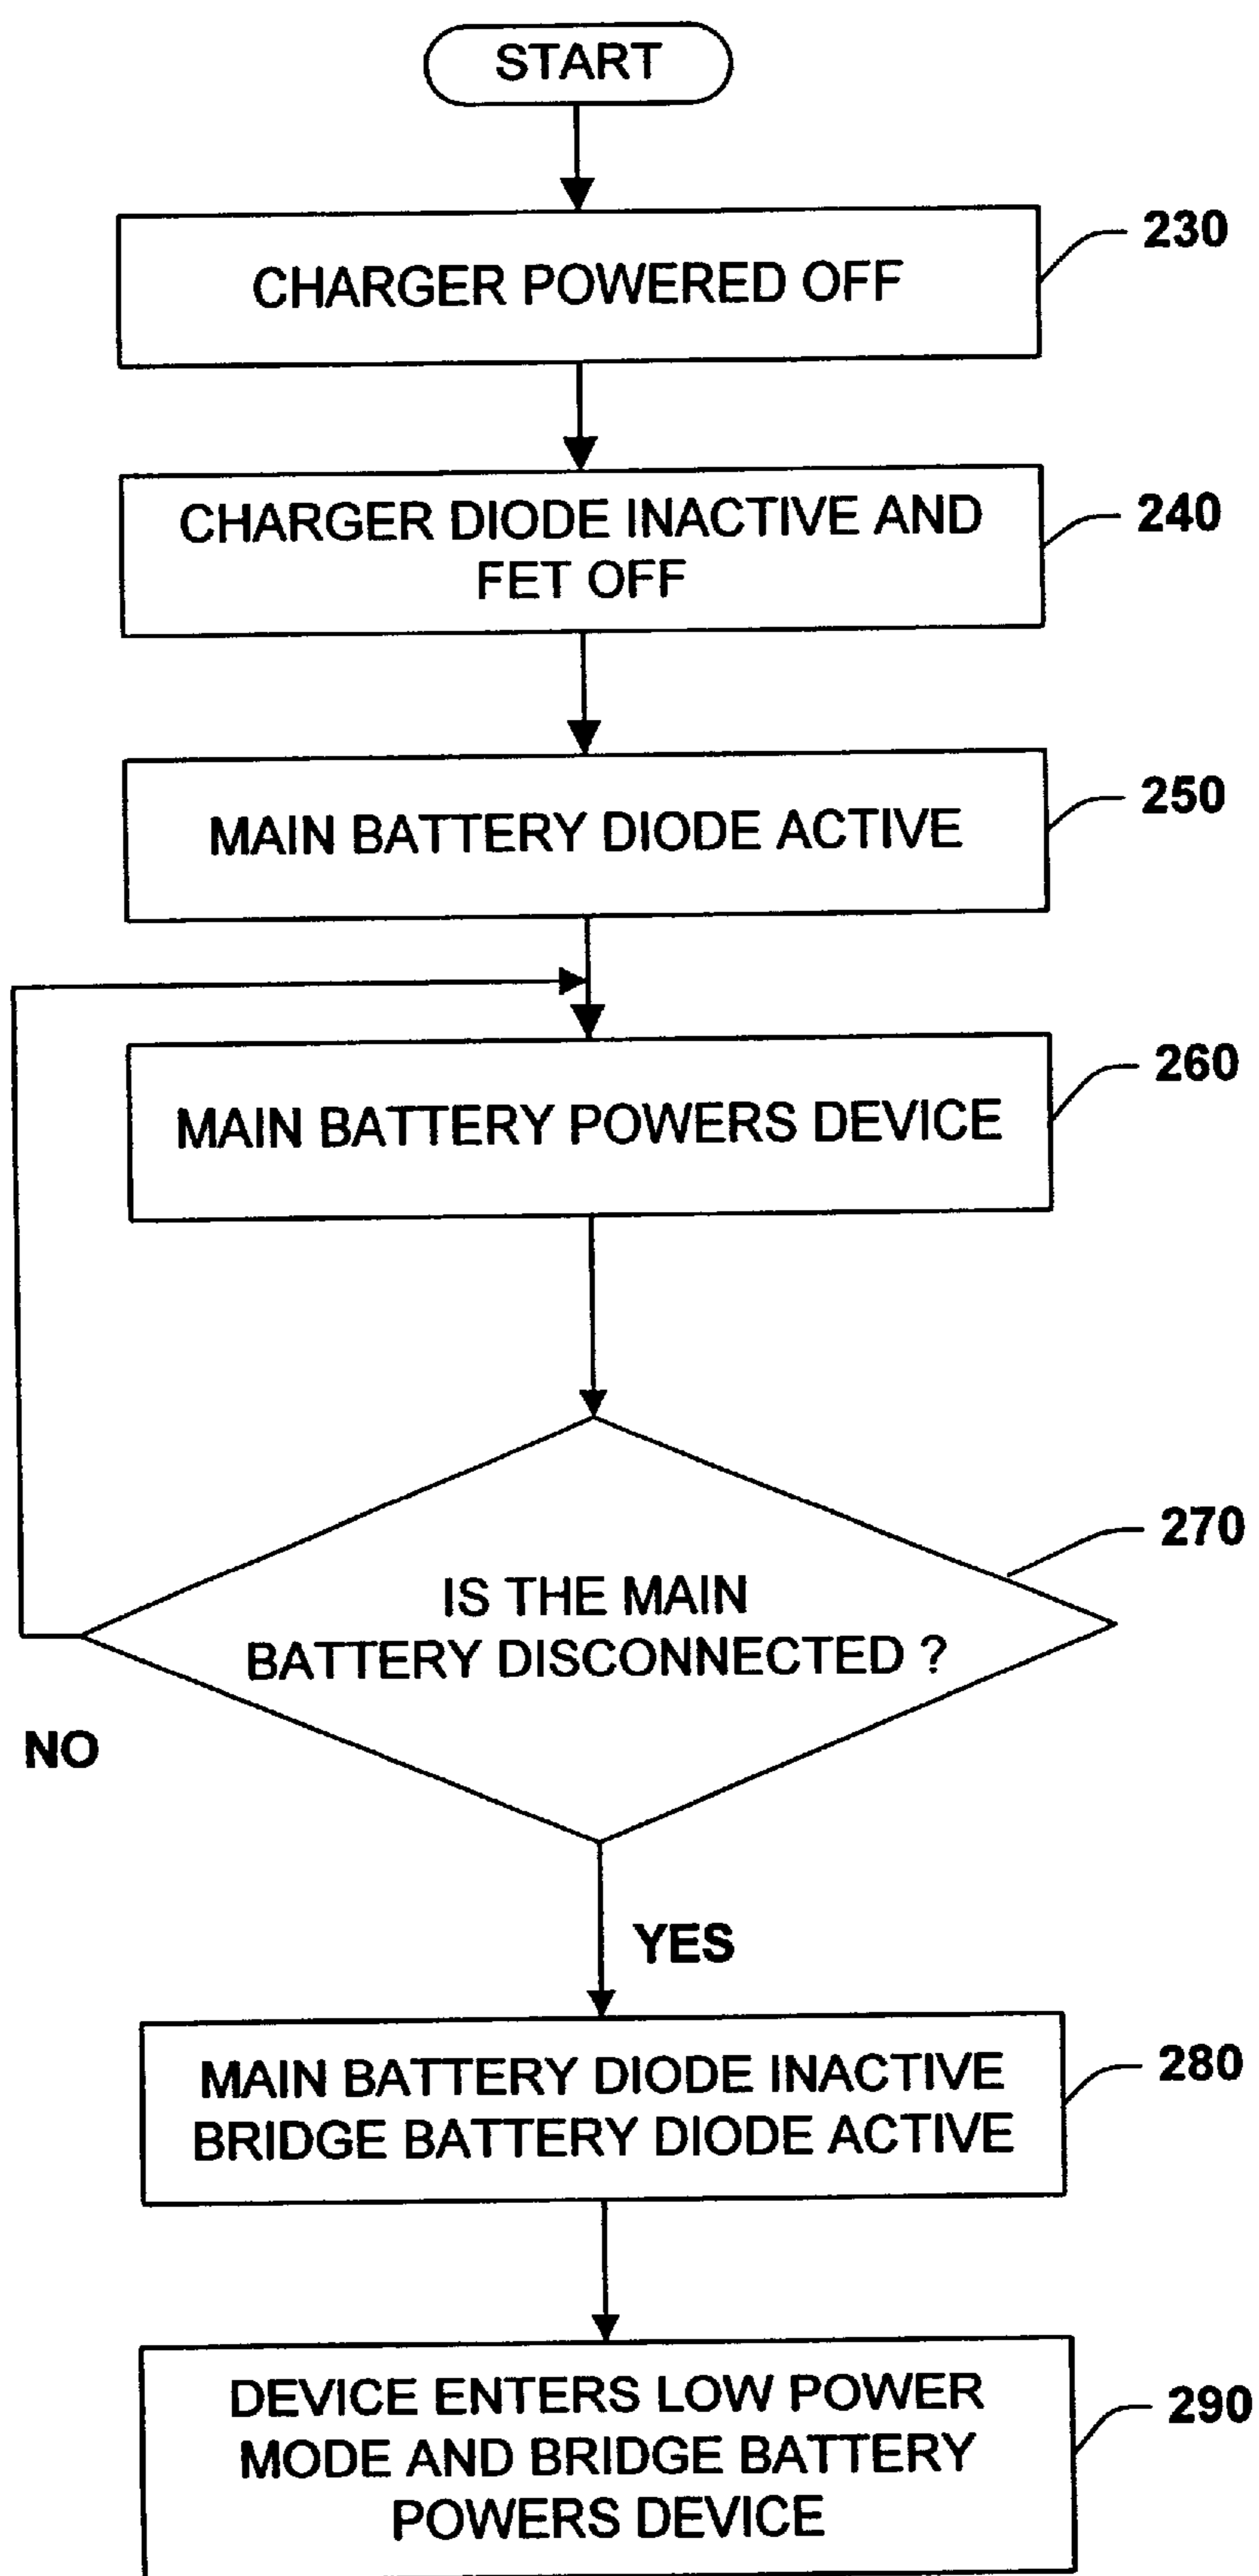 START
CHARGER POWERED OFF
230
CHARGER DIODE INACTIVE AND
FET OFF
240
MAIN BATTERY DIODE ACTIVE
250
MAIN BATTERY POWERS DEVICE
260
IS THE MAIN
BATTERY DISCONNECTED ?
270
NO
YES
MAIN BATTERY DIODE INACTIVE
BRIDGE BATTERY DIODE ACTIVE
280
DEVICE ENTERS LOW POWER
MODE AND BRIDGE BATTERY
POWERS DEVICE
290